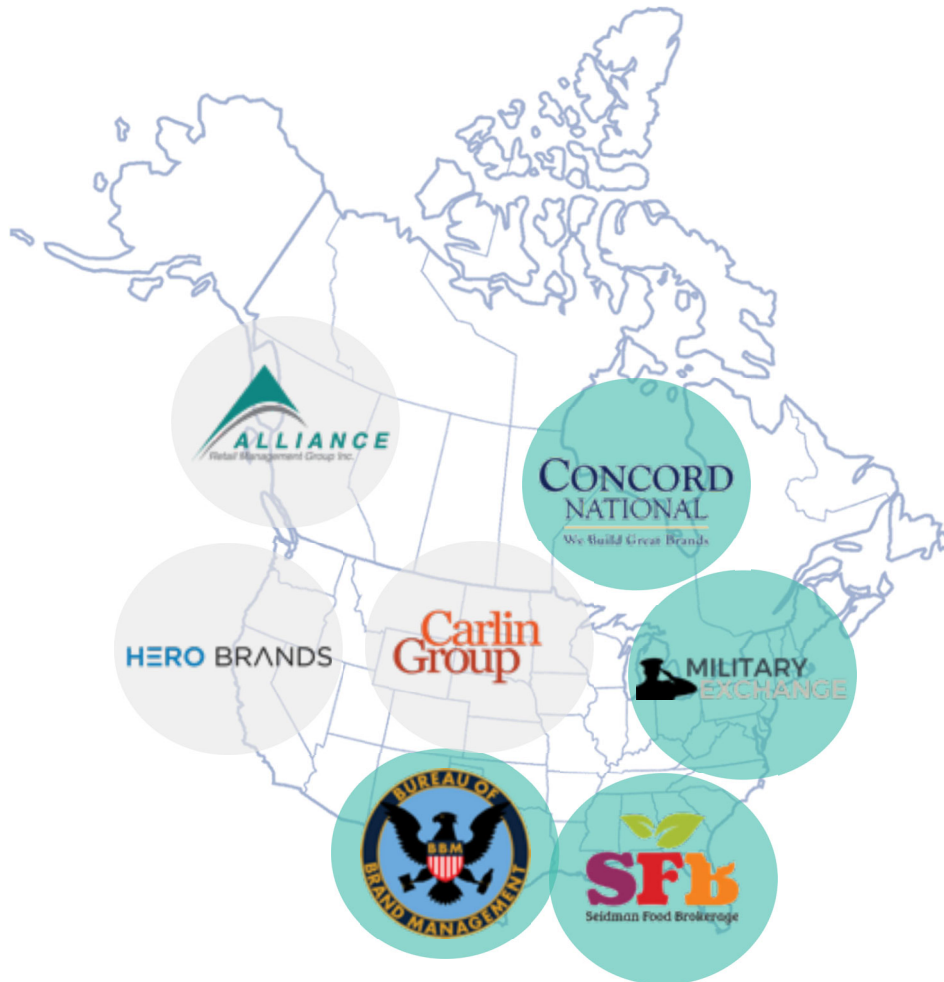 ALLIANCE
Retail Management Group Inc.
CONCORD
NATIONAL
We Build Great Brands
HERO BRANDS
Carlin
Group
MILITARY
EXCHANGE
BUREAU OF
BBM
BRAND MANAGEMENT
SFB
Seidman Food Brokerage